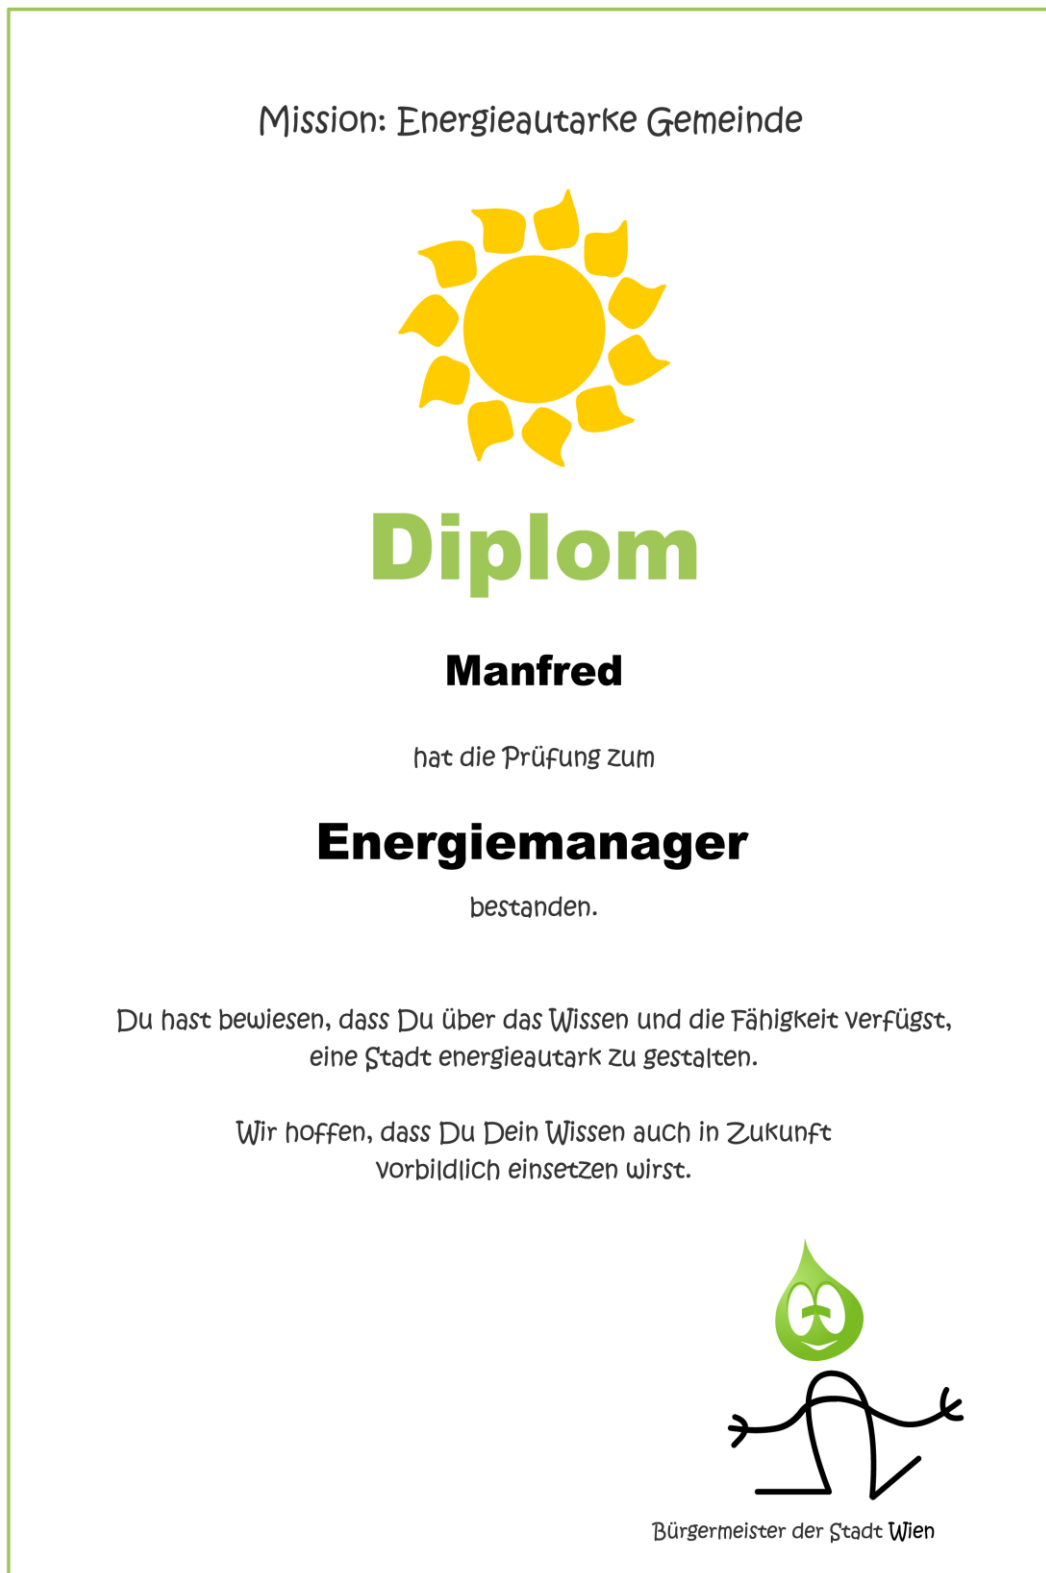 Mission: Energieautarke Gemeinde
Diplom
Manfred
hat die Prüfung zum
Energiemanager
bestanden.
Du hast bewiesen, dass Du über das Wissen und die Fähigkeit verfügst,
eine Stadt energieautark zu gestalten.
Wir hoffen, dass Du Dein Wissen auch in Zukunft
vorbildlich einsetzen wirst.
Bürgermeister der Stadt Wien